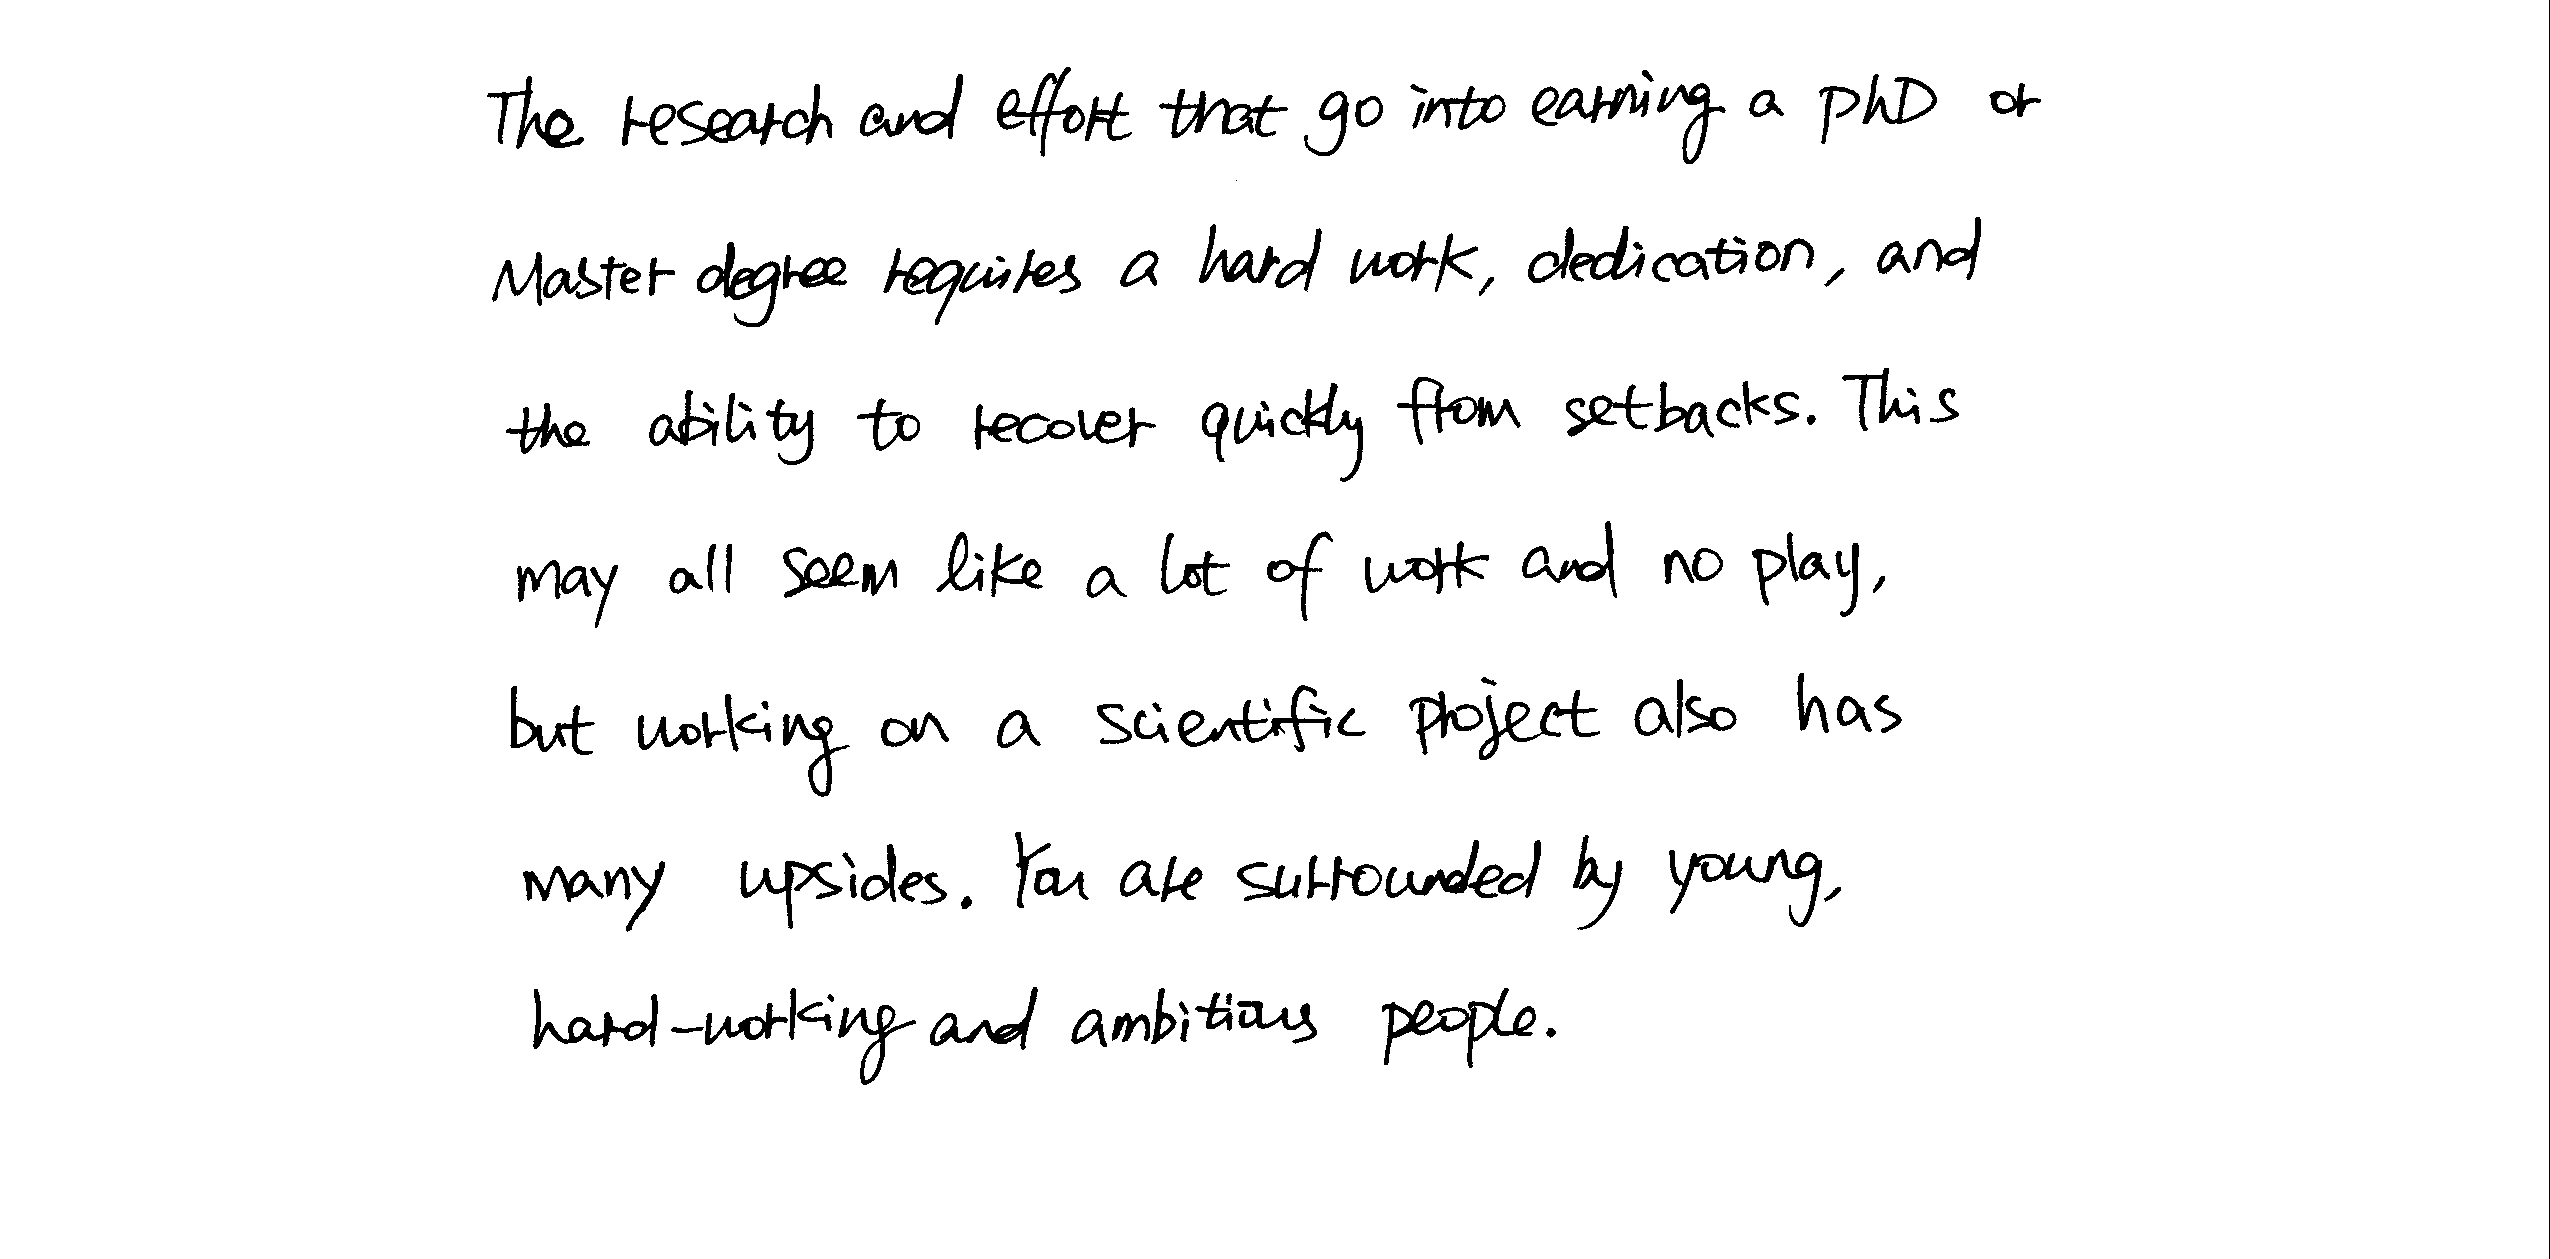 The research and effort that go into earning a PhD or
Master degree requires a hard work, dedication, and
the ability to recover quickly from setbacks. This
may all seem like a lot of work and no play,
but working on a scientific project also has
many upsides. You are surrounded by young,
hard-working and ambitious people.